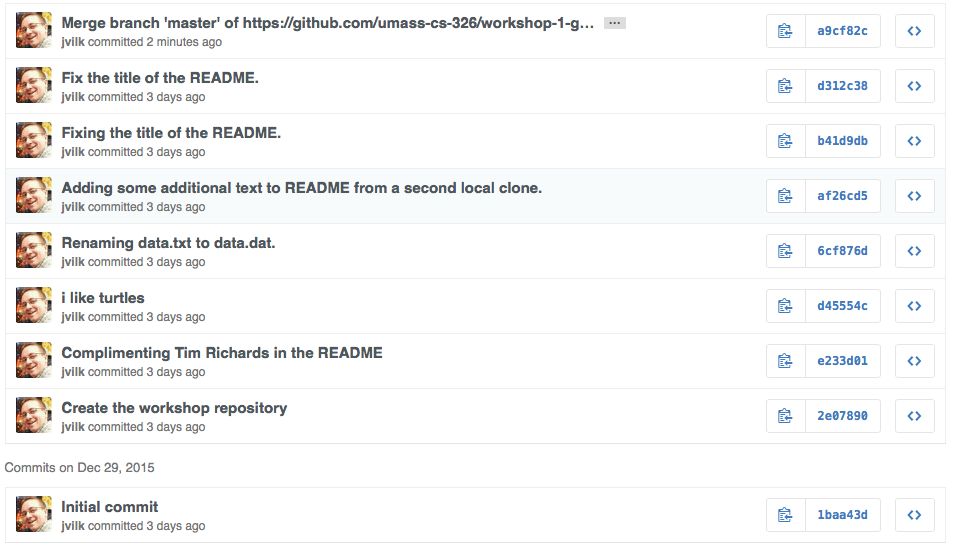 Merge branch 'master' of https://github.com/umass-cs-326/workshop-1-g… …
jvilk committed 2 minutes ago
a9cf82c
Fix the title of the README.
jvilk committed 3 days ago
d312c38
Fixing the title of the README.
jvilk committed 3 days ago
b41d9db
Adding some additional text to README from a second local clone.
jvilk committed 3 days ago
af26cd5
Renaming data.txt to data.dat.
jvilk committed 3 days ago
6cf876d
i like turtles
jvilk committed 3 days ago
d45554c
Complimenting Tim Richards in the README
jvilk committed 3 days ago
e233d01
Create the workshop repository
jvilk committed 3 days ago
2e07890
Commits on Dec 29, 2015
Initial commit
jvilk committed 3 days ago
1baa43d